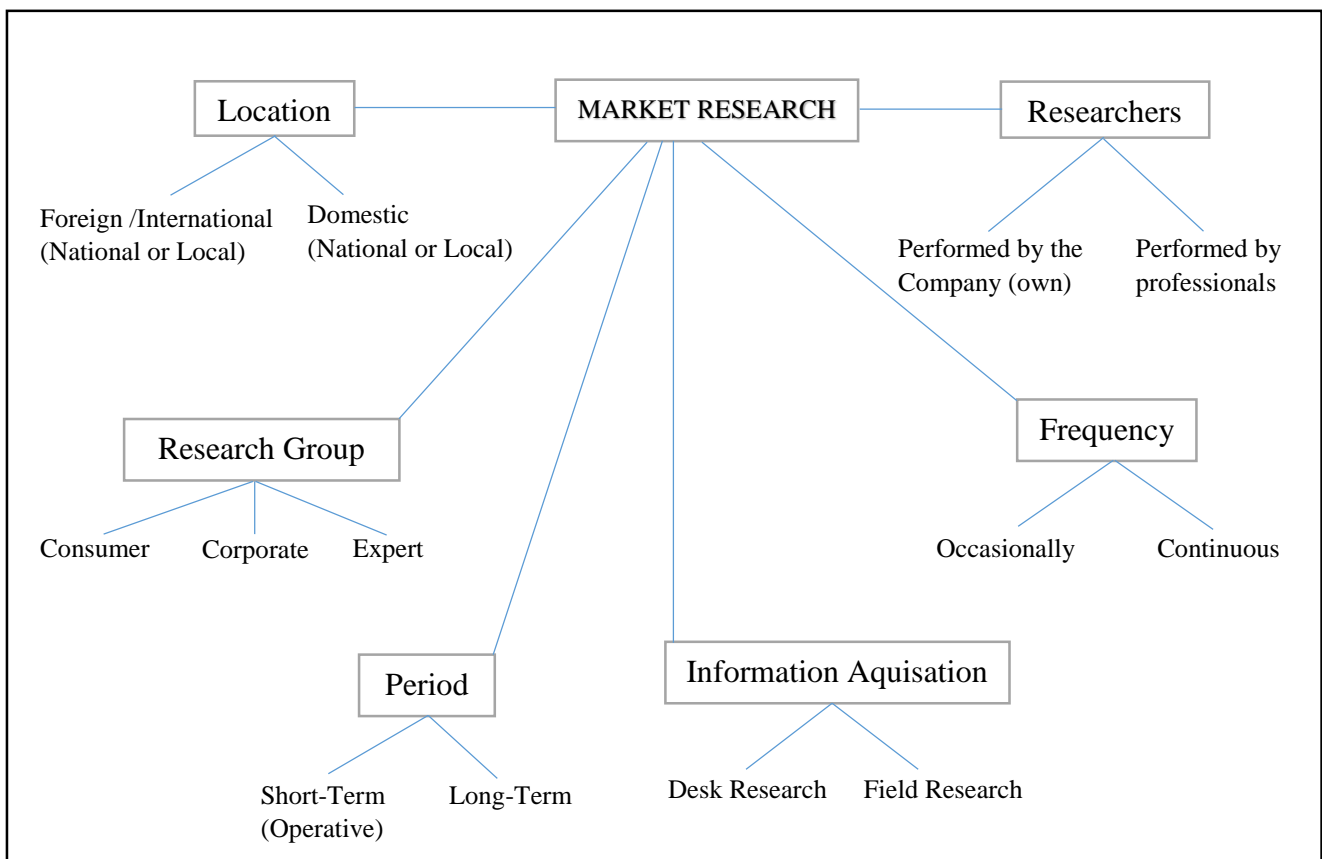 Location
MARKET RESEARCH
Researchers
Foreign /International
(National or Local)
Domestic
(National or Local)
Performed by the
Company (own)
Performed by
professionals
Research Group
Frequency
Consumer
Corporate
Expert
Occasionally
Continuous
Period
Information Aquisation
Short-Term
(Operative)
Long-Term
Desk Research
Field Research